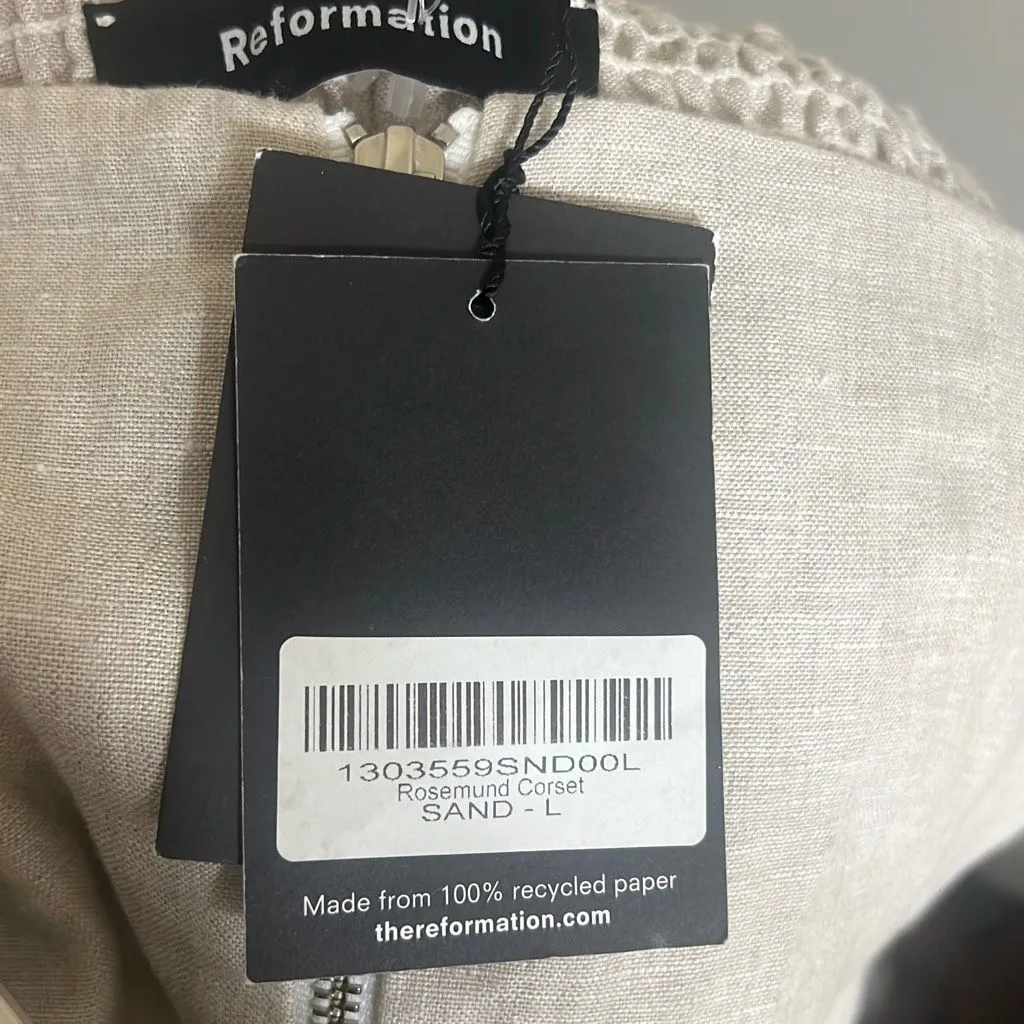 Reformation
1303559SND00L
Rosemund Corset
SAND - L
Made from 100% recycled paper
thereformation.com